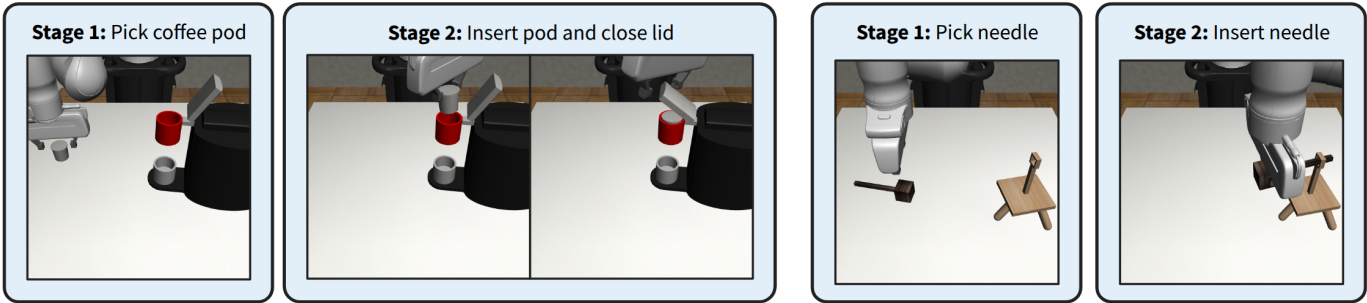 Stage 1: Pick coffee pod
Stage 2: Insert pod and close lid
Stage 1: Pick needle
Stage 2: Insert needle